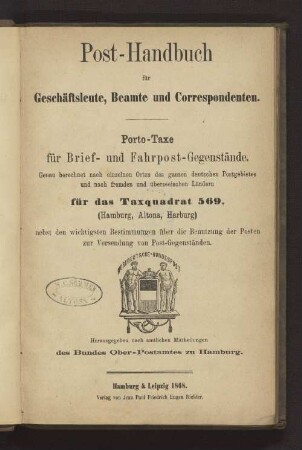 Post-Handbuch
für
Geschäftsleute, Beamte und Correspondenten.
Porto-Taxe
für Brief- und Fahrpost-Gegenstände.
Genau berechnet nach einzelnen Orten des ganzen deutschen Postgebietes
und nach fremden und überseeischen Ländern
für das Taxquadrat 569,
(Hamburg, Altona, Harburg)
nebst den wichtigsten Bestimmungen über die Benutzung der Posten
zur Versendung von Post-Gegenständen.
Herausgegeben nach amtlichen Mittheilungen
des Bundes Ober-Postamtes zu Hamburg.
Hamburg & Leipzig 1868.
Verlag von Jean Paul Friedrich Eugen Richter.